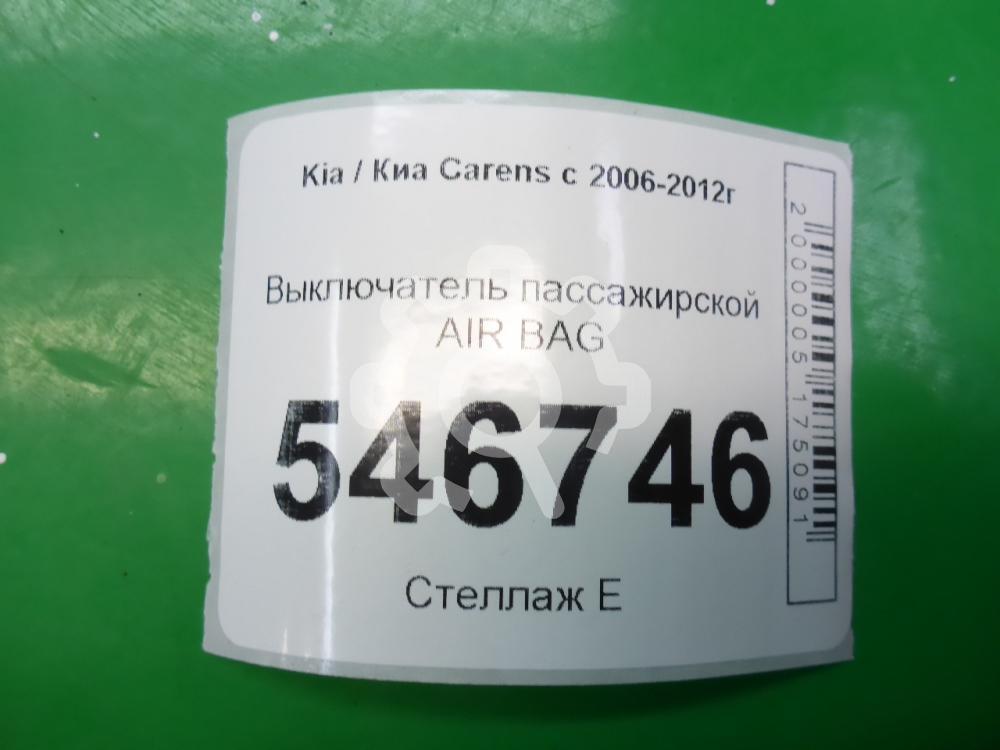 Kia / Киа Carens с 2006-2012г
Выключатель пассажирской
AIR BAG
546746
Стеллаж Е
2000005175091